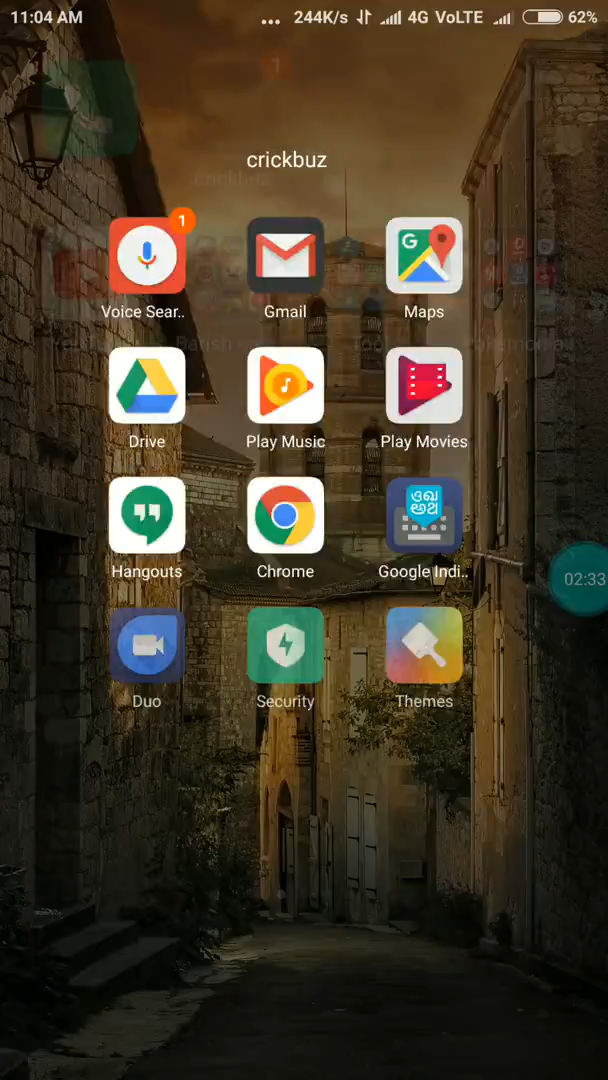 11:04 AM ... 244K/s 4G VoLTE 62%
1
crickbuz
1
Voice Sear.. Gmail Maps
G
Drive Play Music Play Movies
Hangouts Chrome Google Indi..
02:33
Duo Security Themes